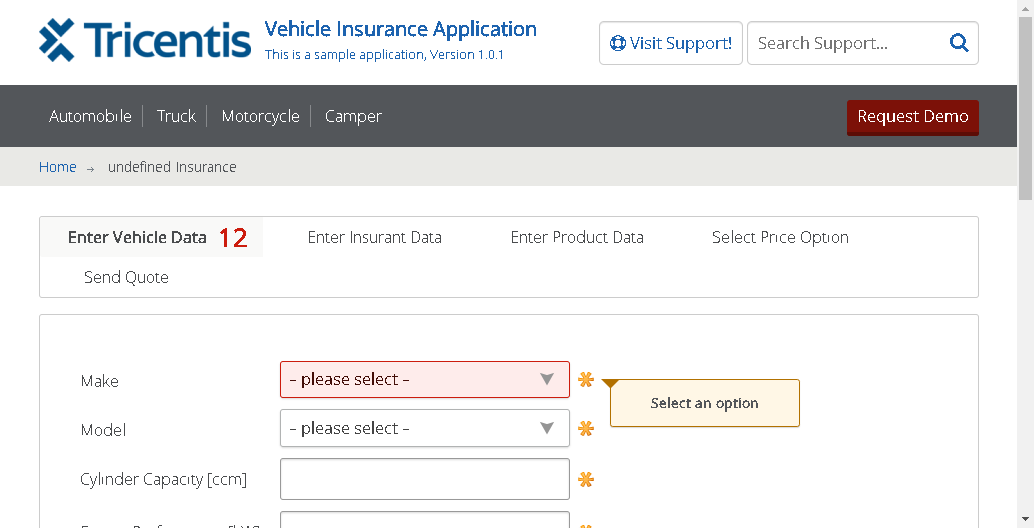 Tricentis
Vehicle Insurance Application
This is a sample application, Version 1.0.1
Visit Support!
Search Support...
Automobile
Truck
Motorcycle
Camper
Request Demo
Home → undefined Insurance
Enter Vehicle Data 12
Enter Insurant Data
Enter Product Data
Select Price Option
Send Quote
Make
– please select –
Select an option
Model
– please select –
Cylinder Capacity [ccm]